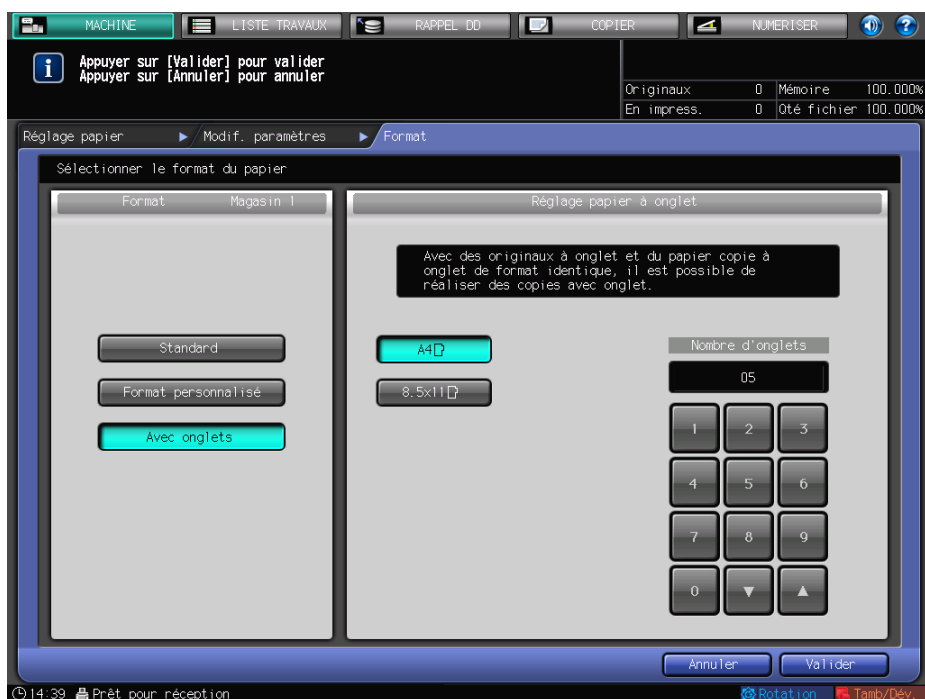 MACHINE
LISTE TRAVAUX
RAPPEL DD
COPIER
NUMERISER
Appuyer sur [Valider] pour valider
Appuyer sur [Annuler] pour annuler
Originaux 0 Mémoire 100.000%
En impress. 0 Qté fichier 100.000%
Réglage papier Modif. paramètres Format
Sélectionner le format du papier
Format Magasin 1
Réglage papier à onglet
Avec des originaux à onglet et du papier copie à
onglet de format identique, il est possible de
réaliser des copies avec onglet.
Standard
Format personnalisé
Avec onglets
A4
8.5x11
Nombre d'onglets
05
1 2 3
4 5 6
7 8 9
0 ▼ ▲
Annuler Valider
14:39 Prêt pour réception Rotation Tamb/Dév.